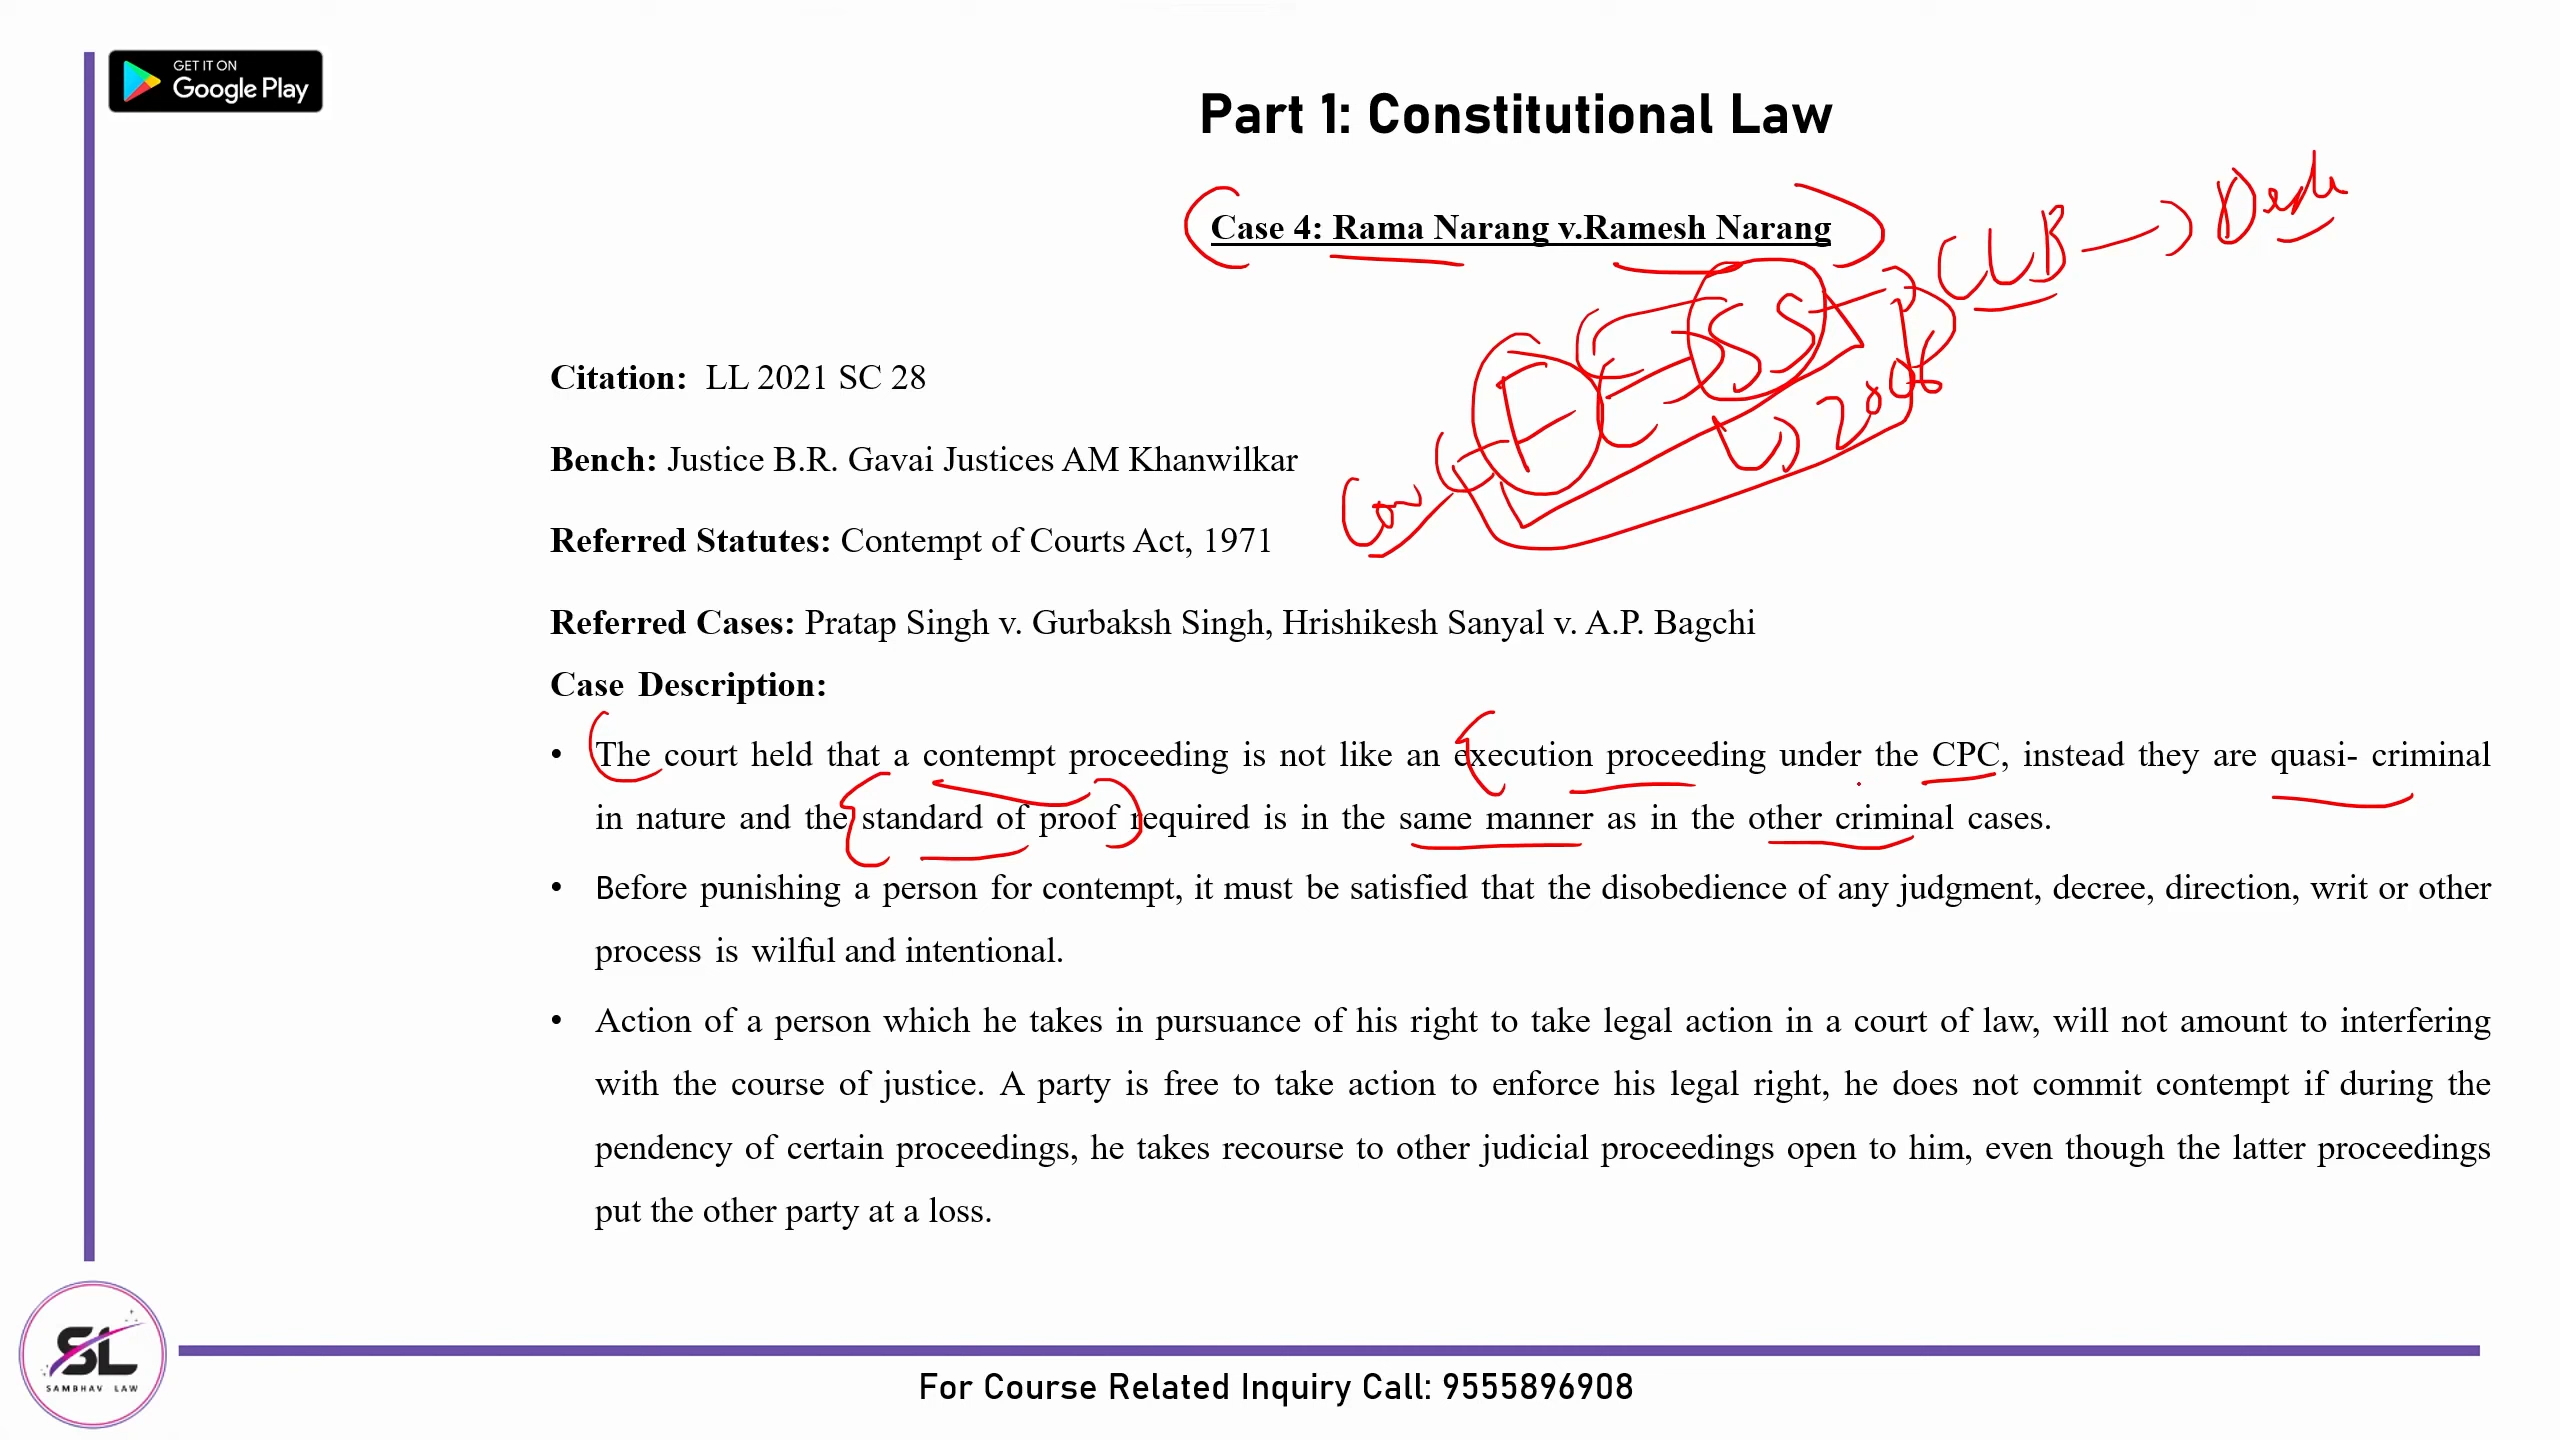 GET IT ON
Google Play
Part 1: Constitutional Law
Case 4: Rama Narang v.Ramesh Narang
CLB
SS
F
2006
Con
Citation: LL 2021 SC 28
Bench: Justice B.R. Gavai Justices AM Khanwilkar
Referred Statutes: Contempt of Courts Act, 1971
Referred Cases: Pratap Singh v. Gurbaksh Singh, Hrishikesh Sanyal v. A.P. Bagchi
Case Description:
• The court held that a contempt proceeding is not like an execution proceeding under the CPC, instead they are quasi- criminal
in nature and the standard of proof required is in the same manner as in the other criminal cases.
• Before punishing a person for contempt, it must be satisfied that the disobedience of any judgment, decree, direction, writ or other
process is wilful and intentional.
• Action of a person which he takes in pursuance of his right to take legal action in a court of law, will not amount to interfering
with the course of justice. A party is free to take action to enforce his legal right, he does not commit contempt if during the
pendency of certain proceedings, he takes recourse to other judicial proceedings open to him, even though the latter proceedings
put the other party at a loss.
SL
SAMBHAV LAW
For Course Related Inquiry Call: 9555896908